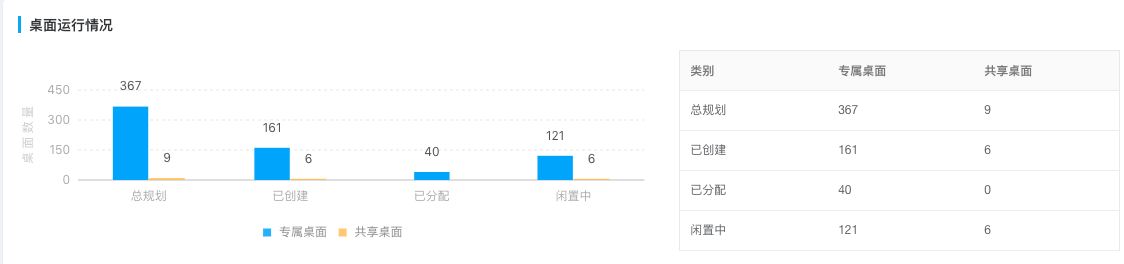 桌面运行情况
桌面数量
450
300
150
0
367
9
161
6
40
121
6
总规划
已创建
已分配
闲置中
专属桌面 共享桌面
类别 专属桌面 共享桌面
总规划 367 9
已创建 161 6
已分配 40 0
闲置中 121 6